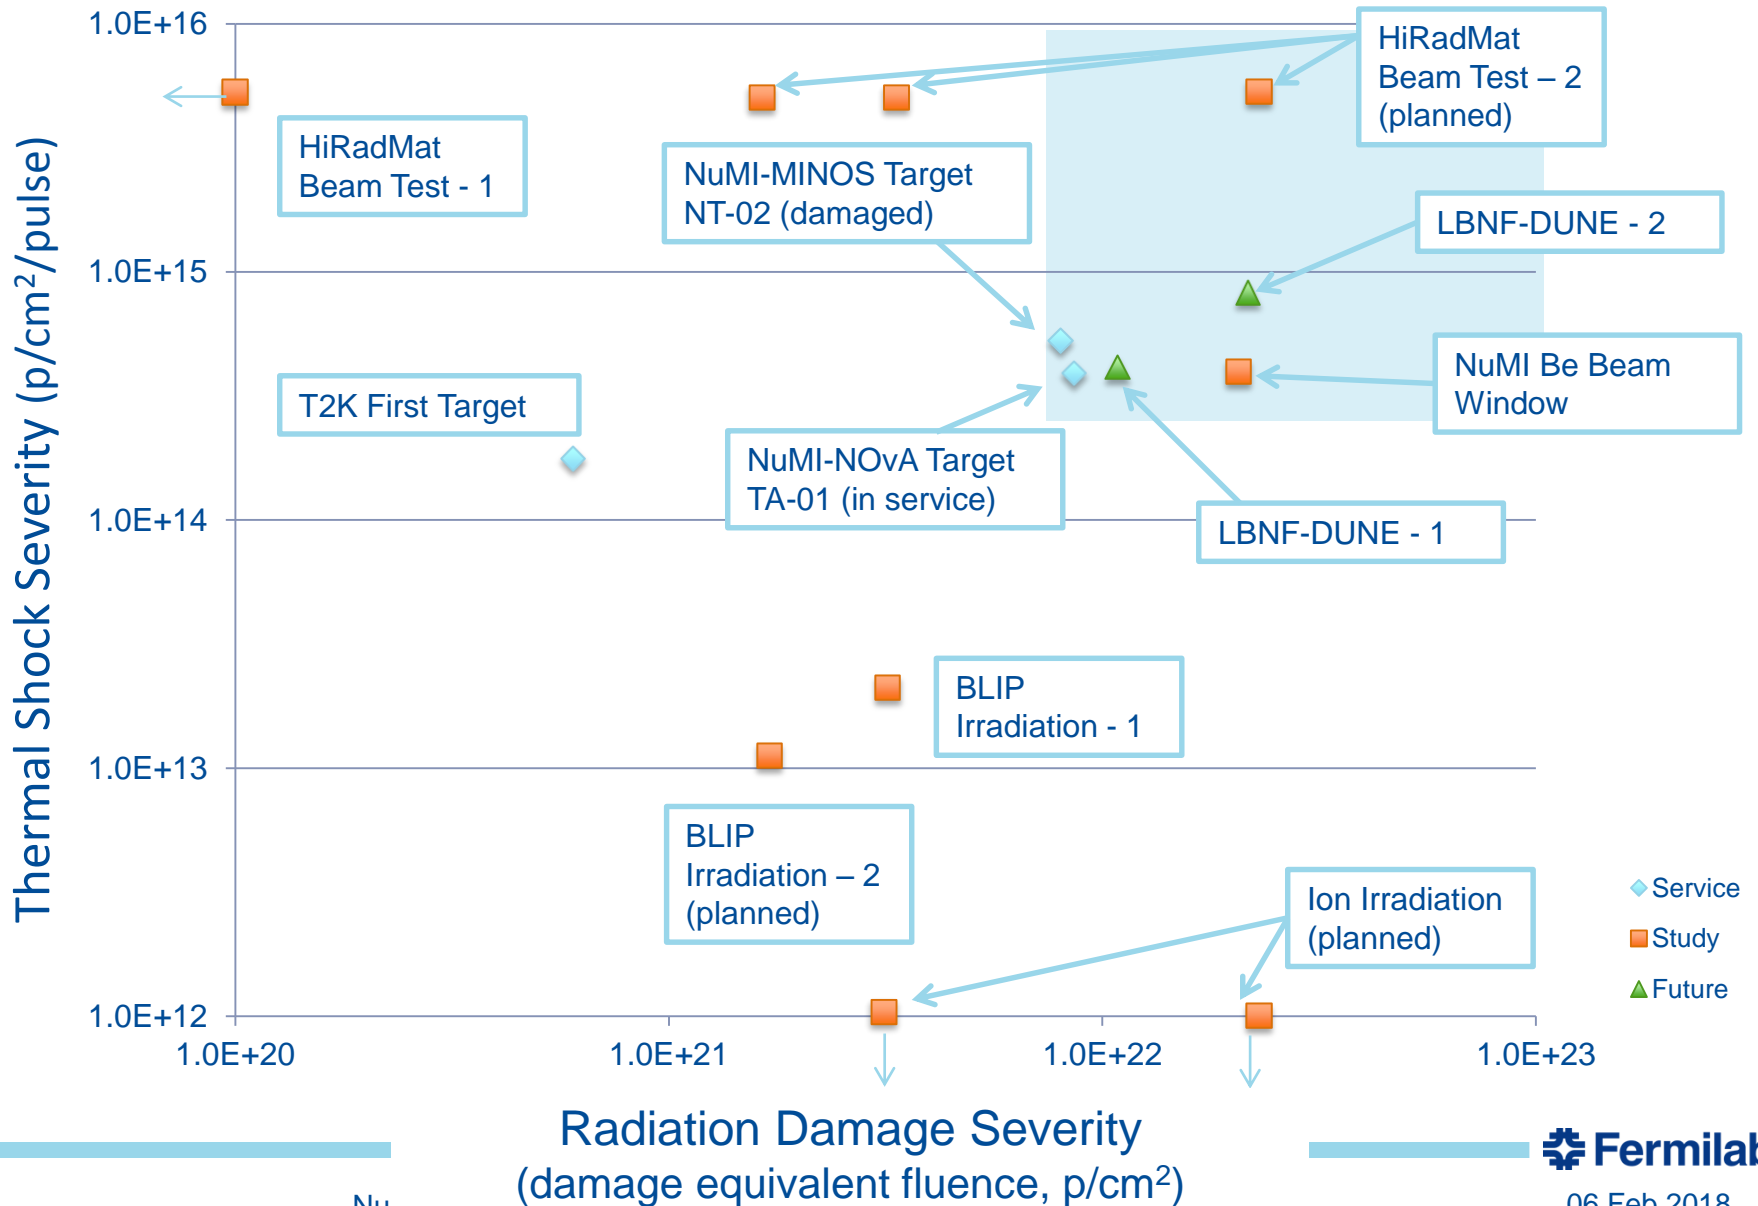 1.0E+16
1.0E+15
1.0E+14
1.0E+13
1.0E+12
Thermal Shock Severity (p/cm²/pulse)
HiRadMat
Beam Test - 1
NuMI-MINOS Target
NT-02 (damaged)
HiRadMat
Beam Test – 2
(planned)
LBNF-DUNE - 2
NuMI Be Beam
Window
T2K First Target
NuMI-NOvA Target
TA-01 (in service)
LBNF-DUNE - 1
BLIP
Irradiation - 1
BLIP
Irradiation – 2
(planned)
Ion Irradiation
(planned)
Service
Study
Future
1.0E+20
1.0E+21
1.0E+22
1.0E+23
Radiation Damage Severity
(damage equivalent fluence, p/cm²)
Fermilab
Nu
06 Feb 2018